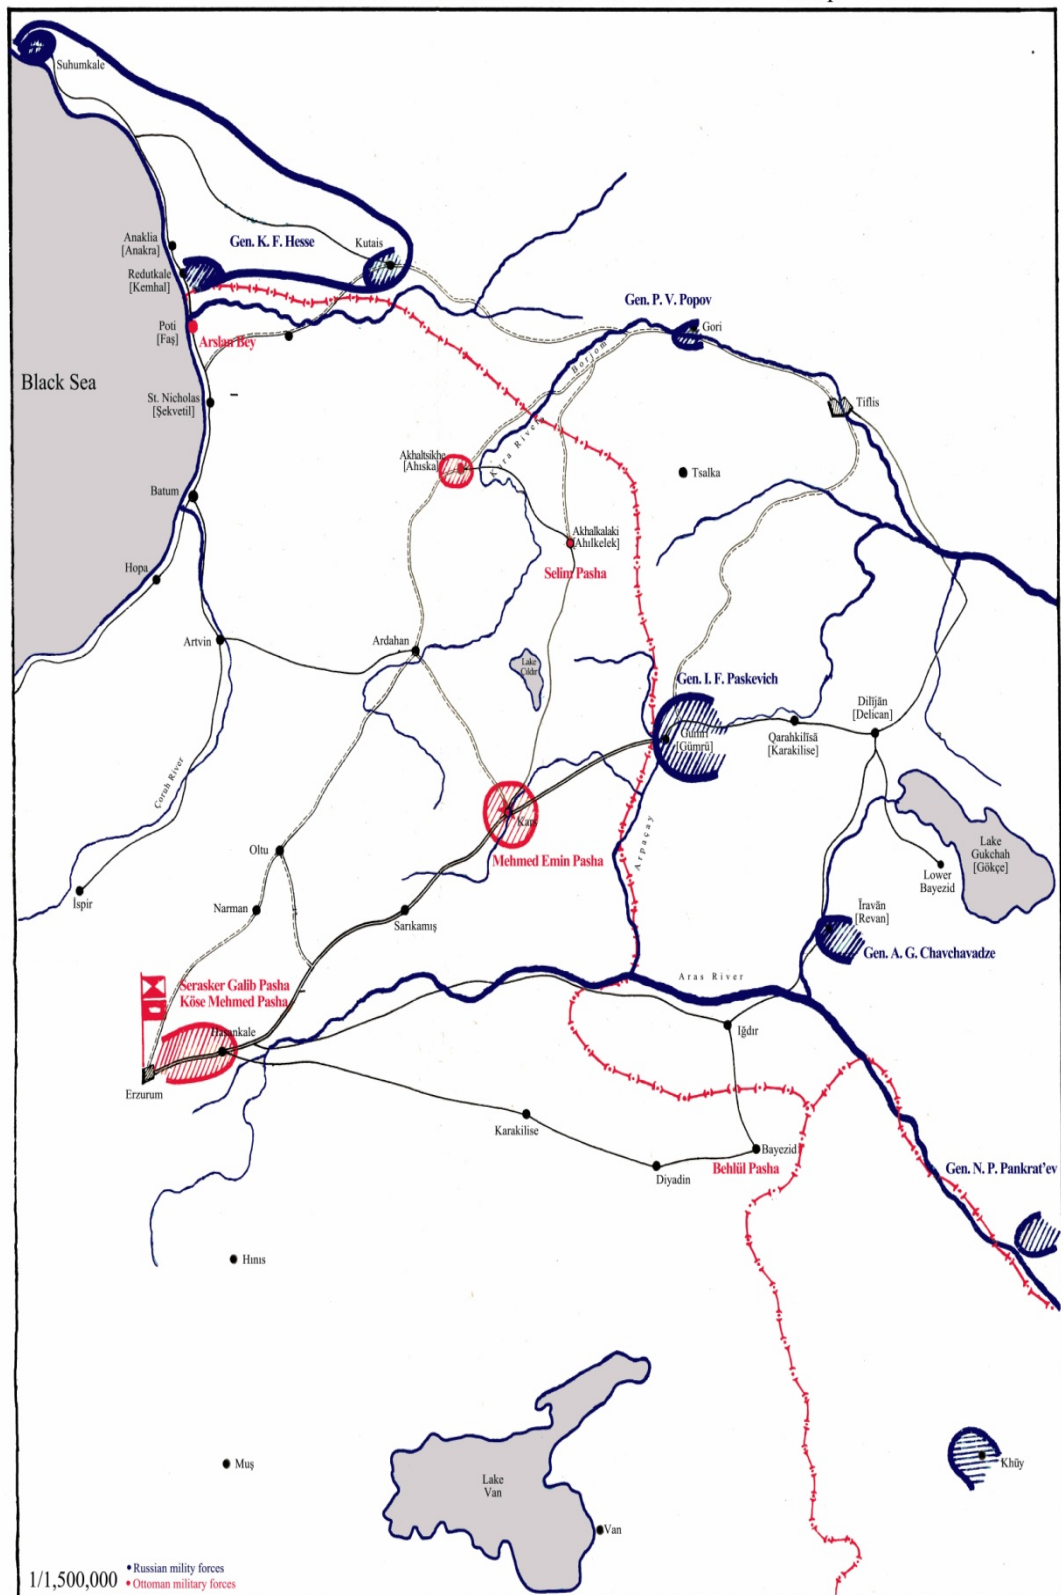 Suhumkale
Anaklia
[Anakra]
Gen. K. F. Hesse
Kutais
Redutkale
[Kemhal]
Gen. P. V. Popov
Gori
Poti
[Faş]
Arslan Bey
Borjom
Black Sea
St. Nicholas
[Şekvetil]
Tiflis
Kura River
Akhaltsikhe
[Ahıska]
Tsalka
Batum
Akhalkalaki
[Ahılkelek]
Hopa
Selim Pasha
Artvin
Ardahan
Lake
Çıldır
Gen. I. F. Paskevich
Gümri
[Gümrü]
Qarahkilīsā
[Karakilise]
Dilījān
[Delican]
Çoruh River
Kars
Arpaçay
Mehmed Emin Pasha
Oltu
Lake
Gukchah
[Gökçe]
Lower
Bayezid
İspir
Narman
Sarıkamış
Īravān
[Revan]
Gen. A. G. Chavchavadze
Serasker Galib Pasha
Köse Mehmed Pasha
Aras River
Hasankale
Iğdır
Erzurum
Karakilise
Bayezid
Behlül Pasha
Diyadin
Gen. N. P. Pankrat'ev
Hınıs
Muş
Lake
Van
Khūy
Van
1/1,500,000
• Russian mility forces
• Ottoman military forces